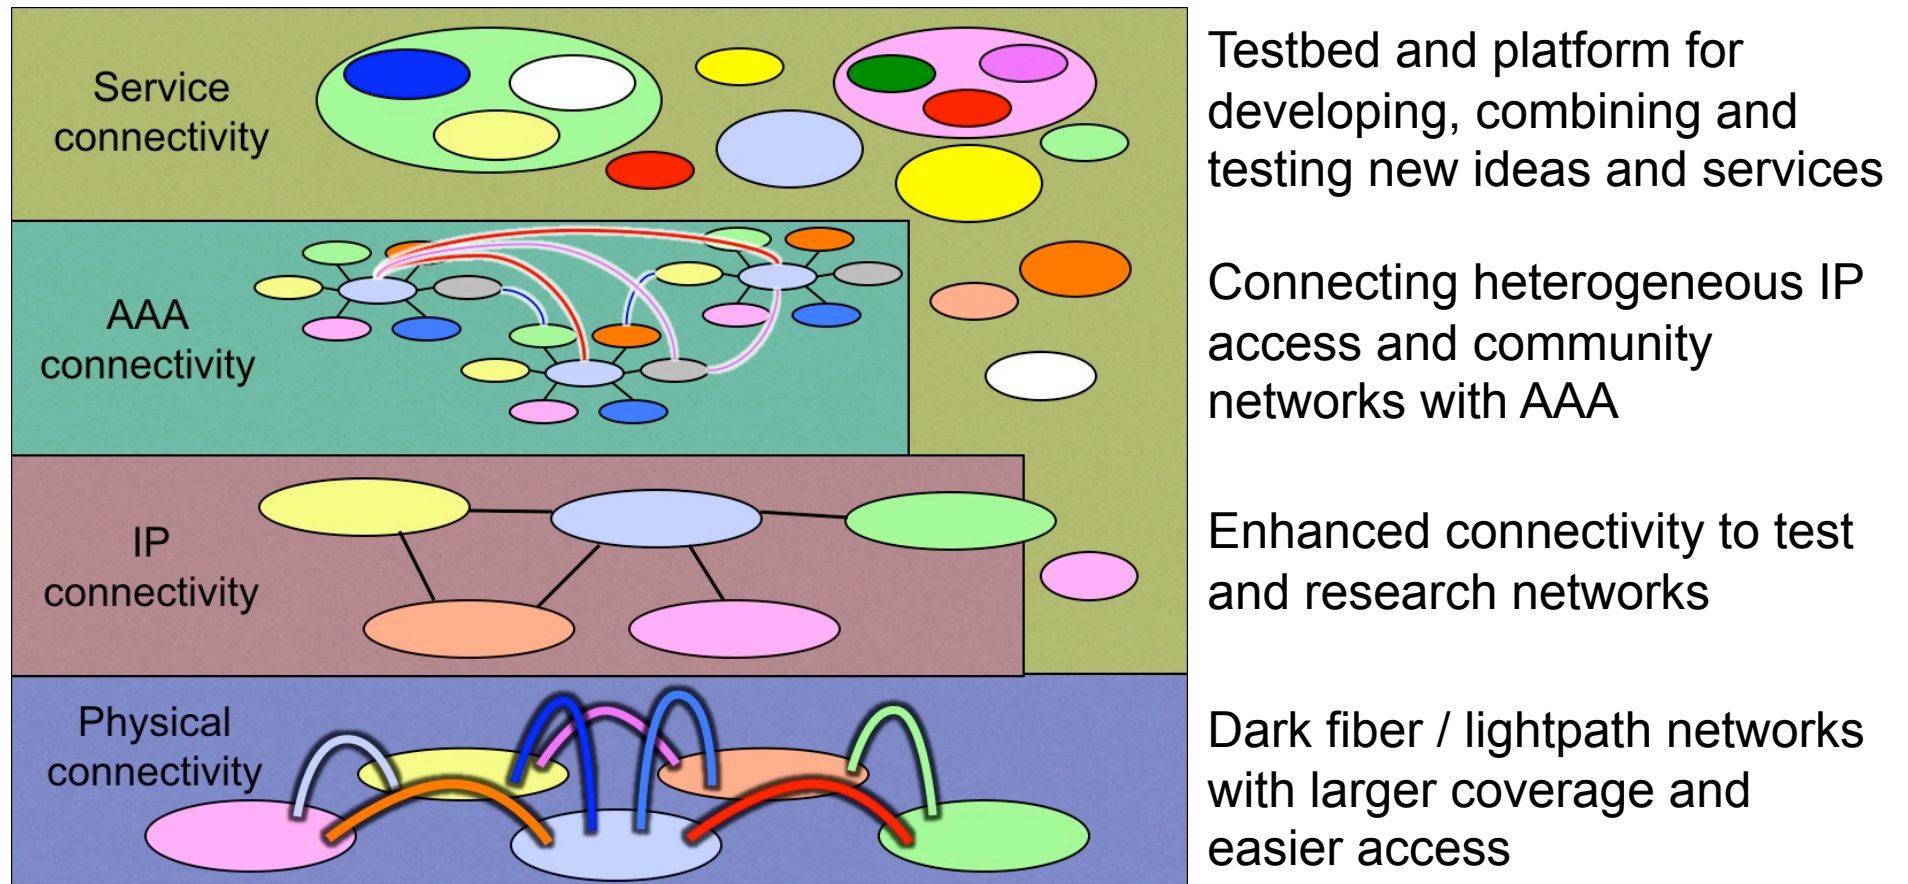 Service
connectivity
Testbed and platform for
developing, combining and
testing new ideas and services
AAA
connectivity
Connecting heterogeneous IP
access and community
networks with AAA
IP
connectivity
Enhanced connectivity to test
and research networks
Physical
connectivity
Dark fiber / lightpath networks
with larger coverage and
easier access